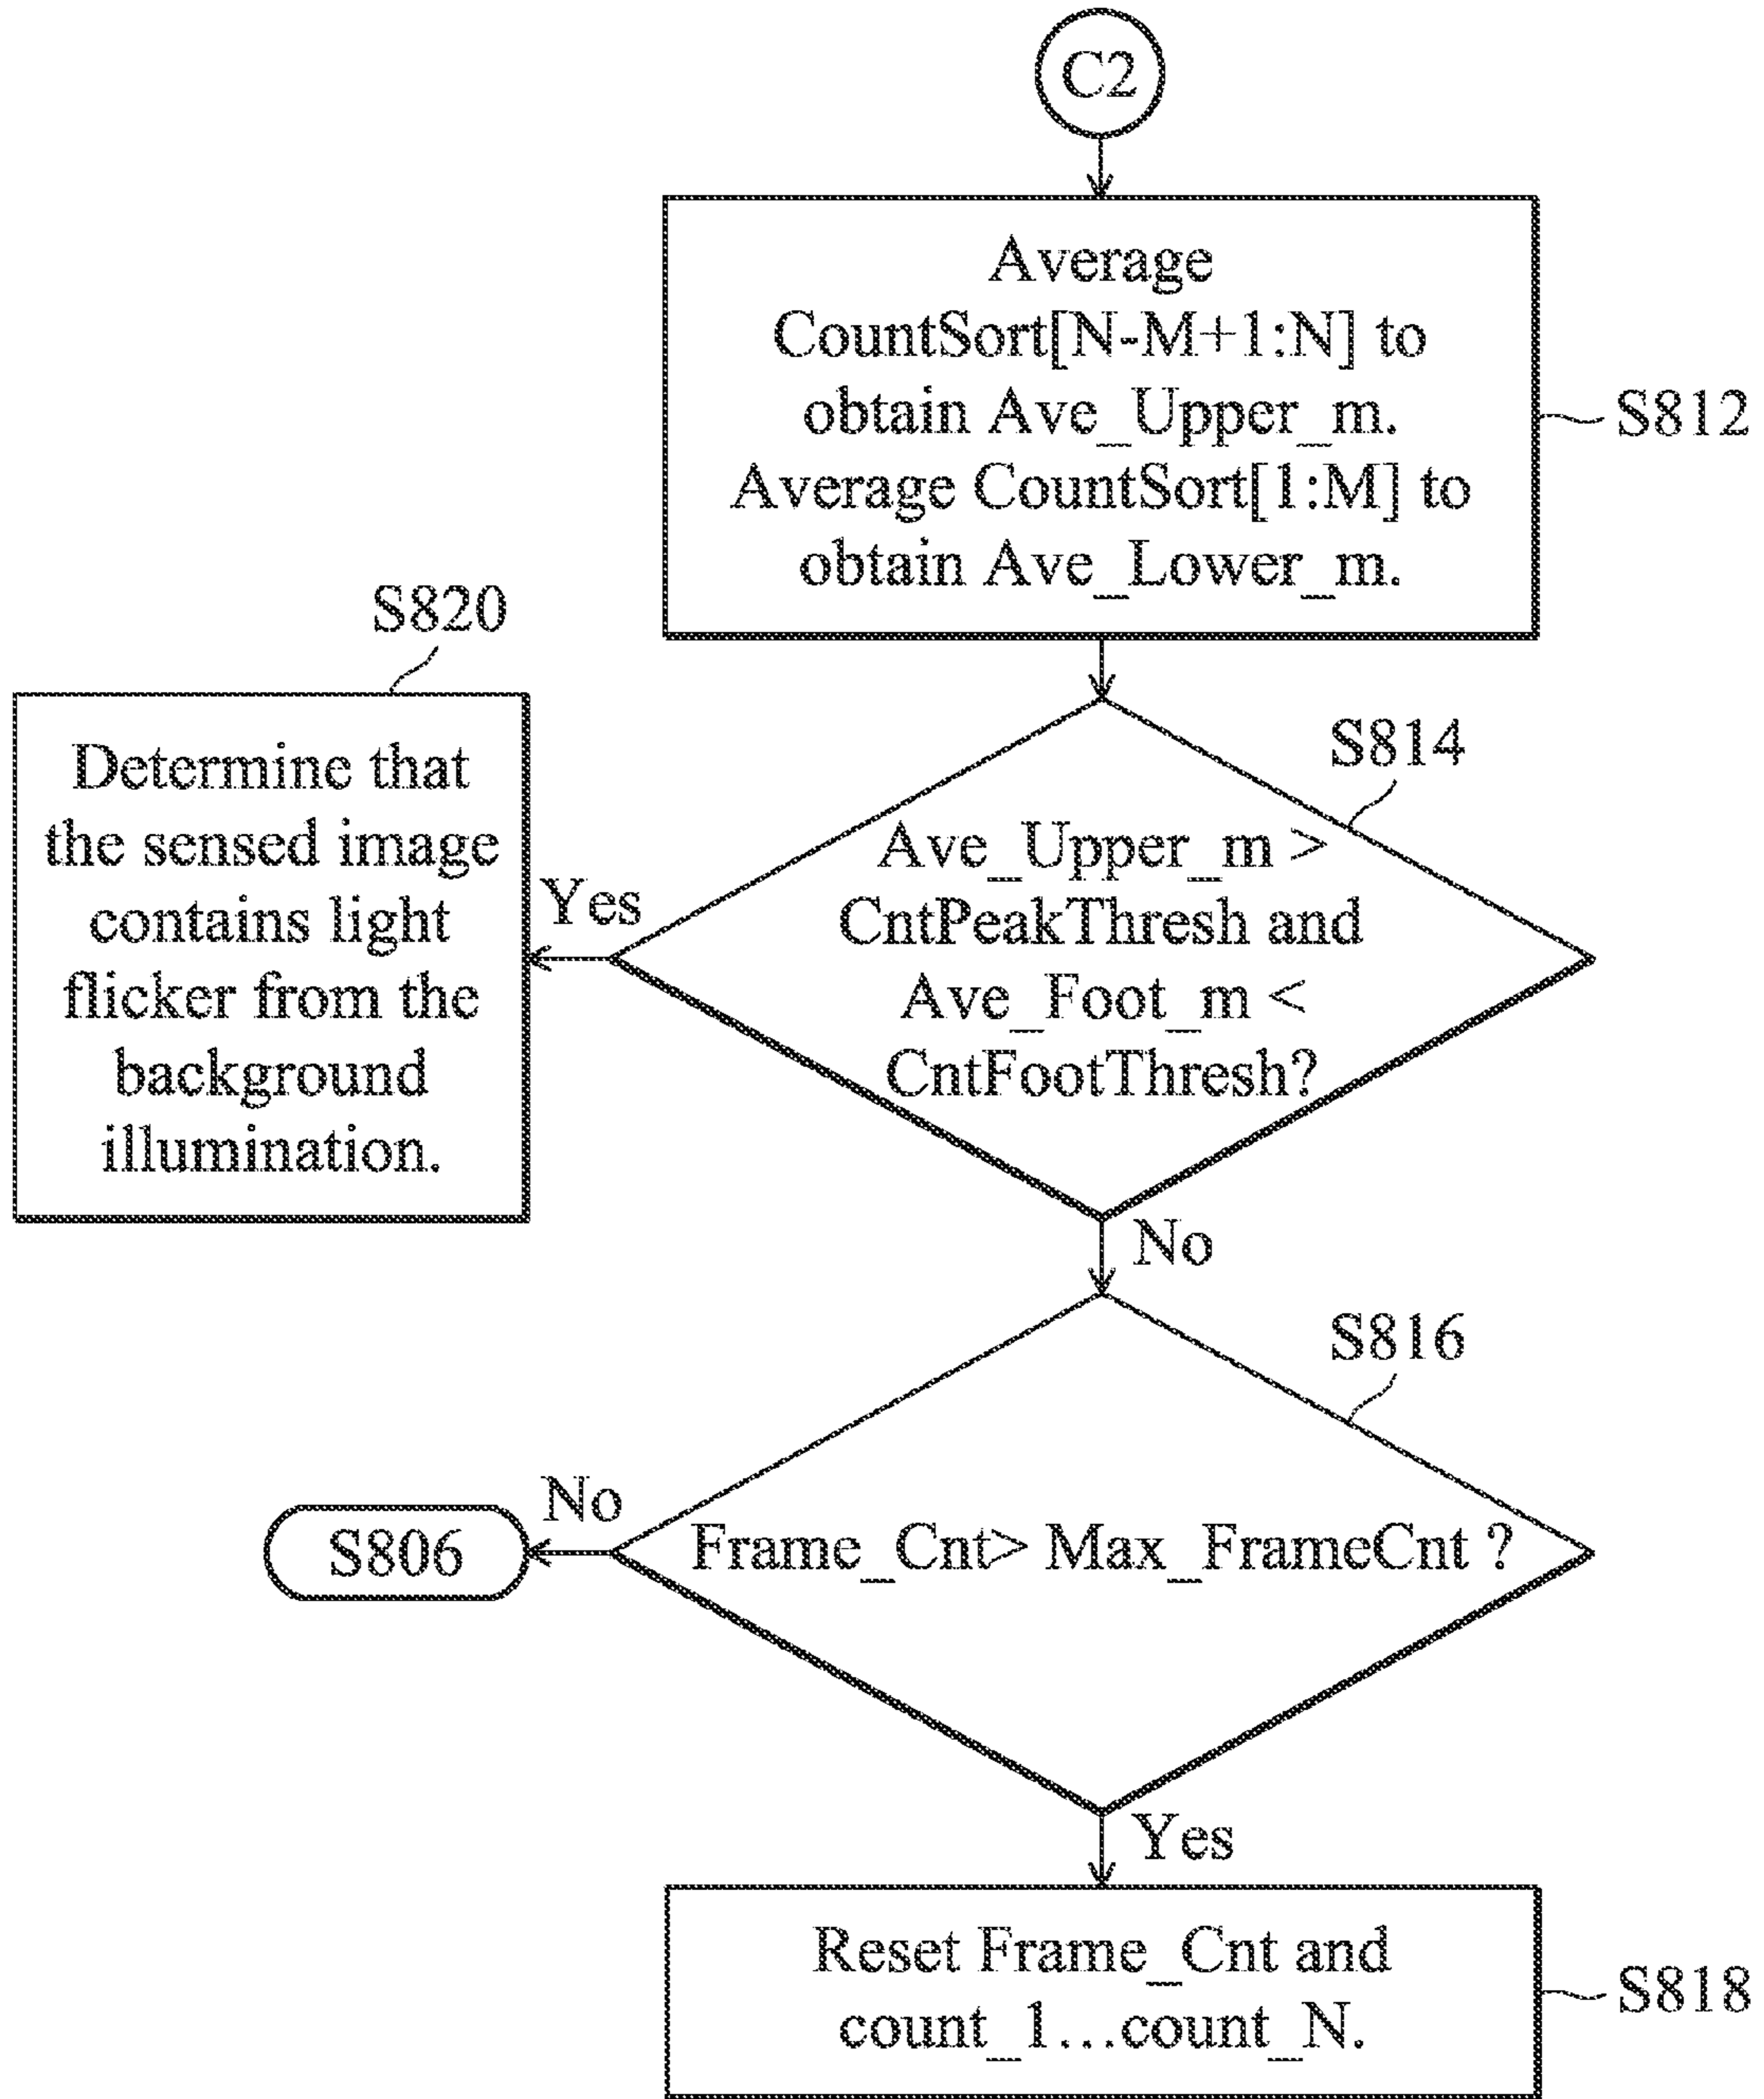 C2
Average
CountSort[N-M+1:N] to
obtain Ave_Upper_m.
Average CountSort[1:M] to
obtain Ave_Lower_m.
S812
S820
Determine that
the sensed image
contains light
flicker from the
background
illumination.
S814
Ave_Upper_m >
CntPeakThresh and
Ave_Foot_m <
CntFootThresh?
Yes
No
S816
Frame_Cnt> Max_FrameCnt ?
No
S806
Yes
Reset Frame_Cnt and
count_1...count_N.
S818